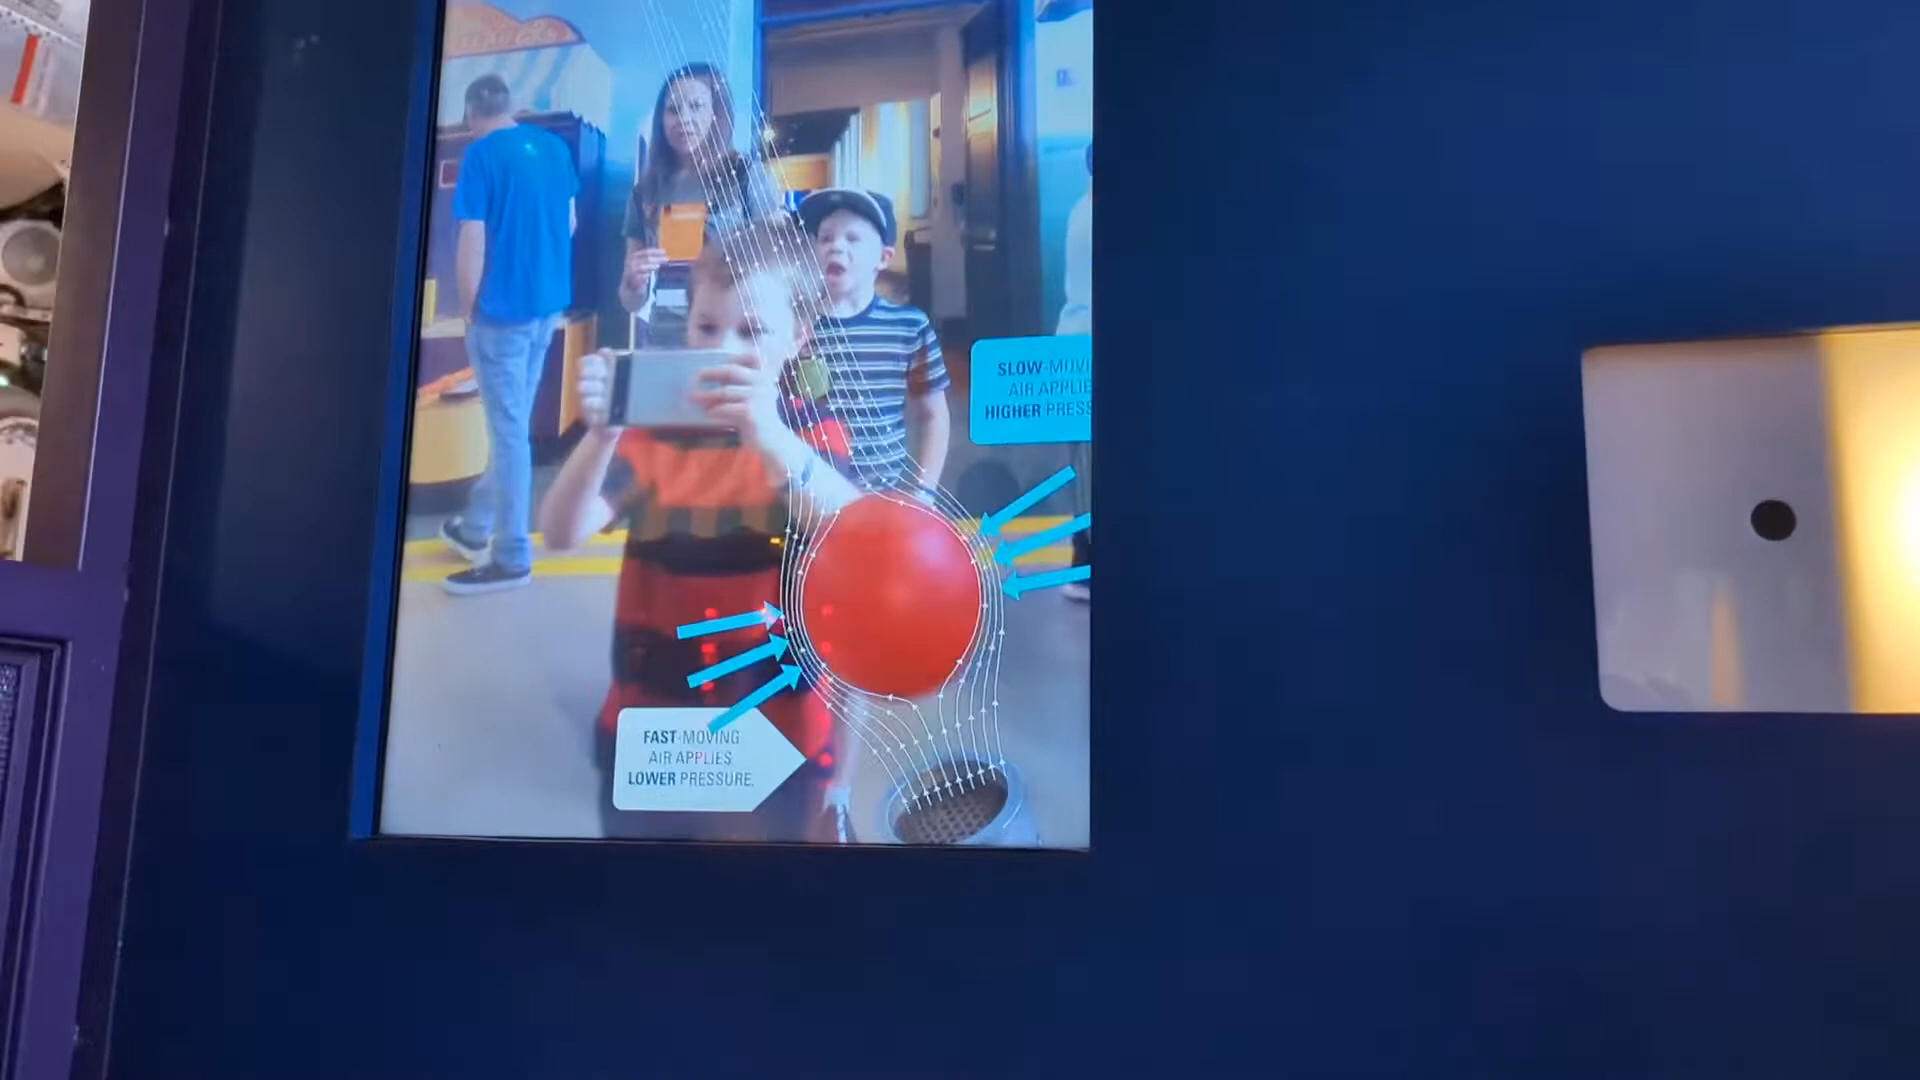 SLOW-MOVI
AIR APPLIE
HIGHER PRESS
FAST-MOVING
AIR APPLIES
LOWER PRESSURE.